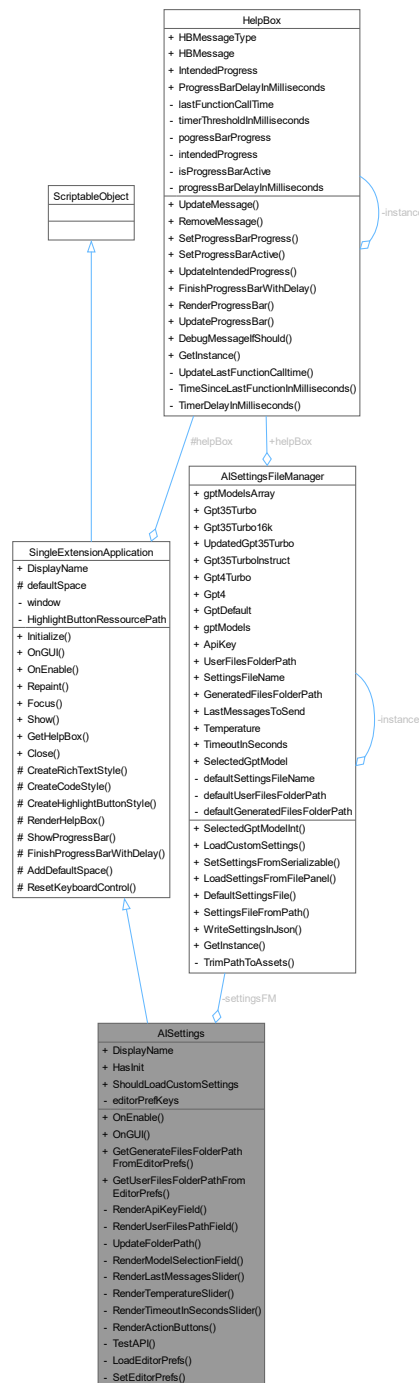 HelpBox
+ HBMessageType
+ HBMessage
+ IntendedProgress
+ ProgressBarDelayInMilliseconds
- lastFunctionCallTime
- timerThresholdInMilliseconds
- pogressBarProgress
- intendedProgress
- isProgressBarActive
- progressBarDelayInMilliseconds
+ UpdateMessage()
+ RemoveMessage()
+ SetProgressBarProgress()
+ SetProgressBarActive()
+ UpdateIntendedProgress()
+ FinishProgressBarWithDelay()
+ RenderProgressBar()
+ UpdateProgressBar()
+ DebugMessageIfShould()
+ GetInstance()
- UpdateLastFunctionCalltime()
- TimeSinceLastFunctionInMilliseconds()
- TimerDelayInMilliseconds()
-instance
ScriptableObject
#helpBox
+helpBox
AISettingsFileManager
+ gptModelsArray
+ Gpt35Turbo
+ Gpt35Turbo16k
+ UpdatedGpt35Turbo
+ Gpt35TurboInstruct
+ Gpt4Turbo
+ Gpt4
+ GptDefault
+ gptModels
+ ApiKey
+ UserFilesFolderPath
+ SettingsFileName
+ GeneratedFilesFolderPath
+ LastMessagesToSend
+ Temperature
+ TimeoutInSeconds
+ SelectedGptModel
- defaultSettingsFileName
- defaultUserFilesFolderPath
- defaultGeneratedFilesFolderPath
+ SelectedGptModelInt()
+ LoadCustomSettings()
+ SetSettingsFromSerializable()
+ LoadSettingsFromFilePanel()
+ DefaultSettingsFile()
+ SettingsFileFromPath()
+ WriteSettingsInJson()
+ GetInstance()
- TrimPathToAssets()
-instance
SingleExtensionApplication
+ DisplayName
# defaultSpace
- window
- HighlightButtonRessourcePath
+ Initialize()
+ OnGUI()
+ OnEnable()
+ Repaint()
+ Focus()
+ Show()
+ GetHelpBox()
+ Close()
# CreateRichTextStyle()
# CreateCodeStyle()
# CreateHighlightButtonStyle()
# RenderHelpBox()
# ShowProgressBar()
# FinishProgressBarWithDelay()
# AddDefaultSpace()
# ResetKeyboardControl()
-settingsFM
AISettings
+ DisplayName
+ HasInit
+ ShouldLoadCustomSettings
- editorPrefKeys
+ OnEnable()
+ OnGUI()
+ GetGenerateFilesFolderPath
FromEditorPrefs()
+ GetUserFilesFolderPathFrom
EditorPrefs()
- RenderApiKeyField()
- RenderUserFilesPathField()
- UpdateFolderPath()
- RenderModelSelectionField()
- RenderLastMessagesSlider()
- RenderTemperatureSlider()
- RenderTimeoutInSecondsSlider()
- RenderActionButtons()
- TestAPI()
- LoadEditorPrefs()
- SetEditorPrefs()